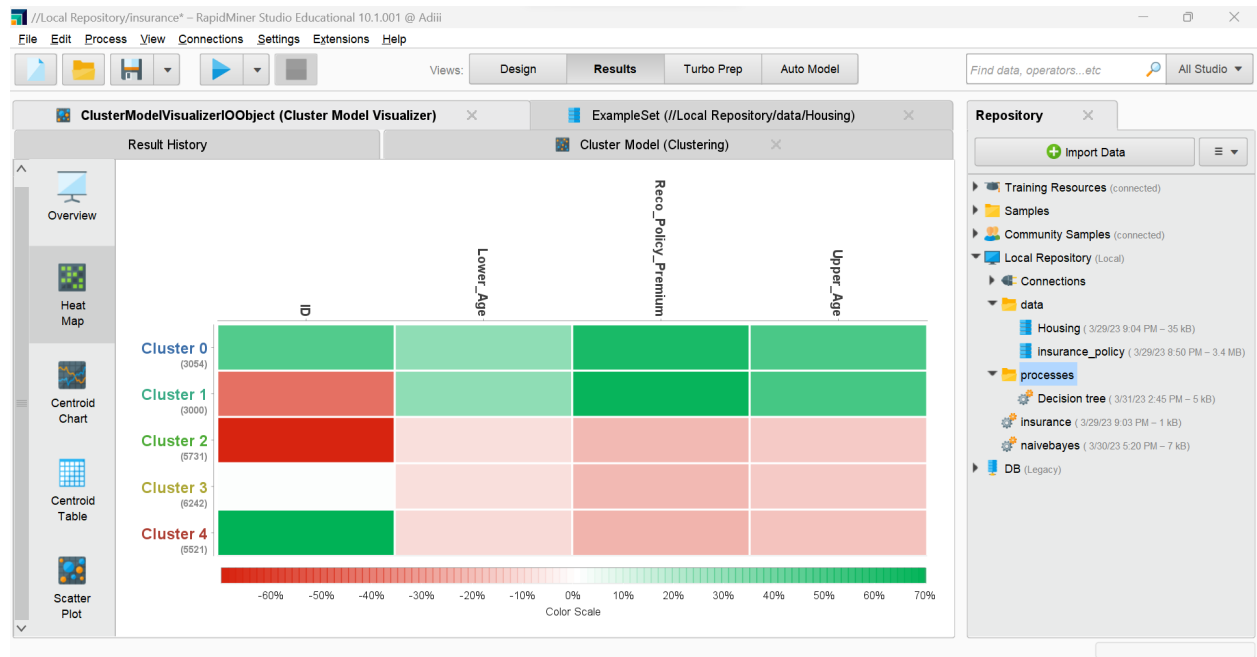 //Local Repository/insurance* – RapidMiner Studio Educational 10.1.001 @ Adiii
File Edit Process View Connections Settings Extensions Help
Views: Design Results Turbo Prep Auto Model Find data, operators...etc All Studio
ClusterModelVisualizerIOObject (Cluster Model Visualizer) ExampleSet (//Local Repository/data/Housing)
Result History Cluster Model (Clustering)
Overview
Heat
Map
Centroid
Chart
Centroid
Table
Scatter
Plot
ID
Lower_Age
Reco_Policy_Premium
Upper_Age
Cluster 0
(3054)
Cluster 1
(3000)
Cluster 2
(5731)
Cluster 3
(6242)
Cluster 4
(5521)
-60% -50% -40% -30% -20% -10% 0% 10% 20% 30% 40% 50% 60% 70%
Color Scale
Repository
Import Data
Training Resources (connected)
Samples
Community Samples (connected)
Local Repository (Local)
Connections
data
Housing ( 3/29/23 9:04 PM – 35 kB)
insurance_policy ( 3/29/23 8:50 PM – 3.4 MB)
processes
Decision tree ( 3/31/23 2:45 PM – 5 kB)
insurance ( 3/29/23 9:03 PM – 1 kB)
naivebayes ( 3/30/23 5:20 PM – 7 kB)
DB (Legacy)